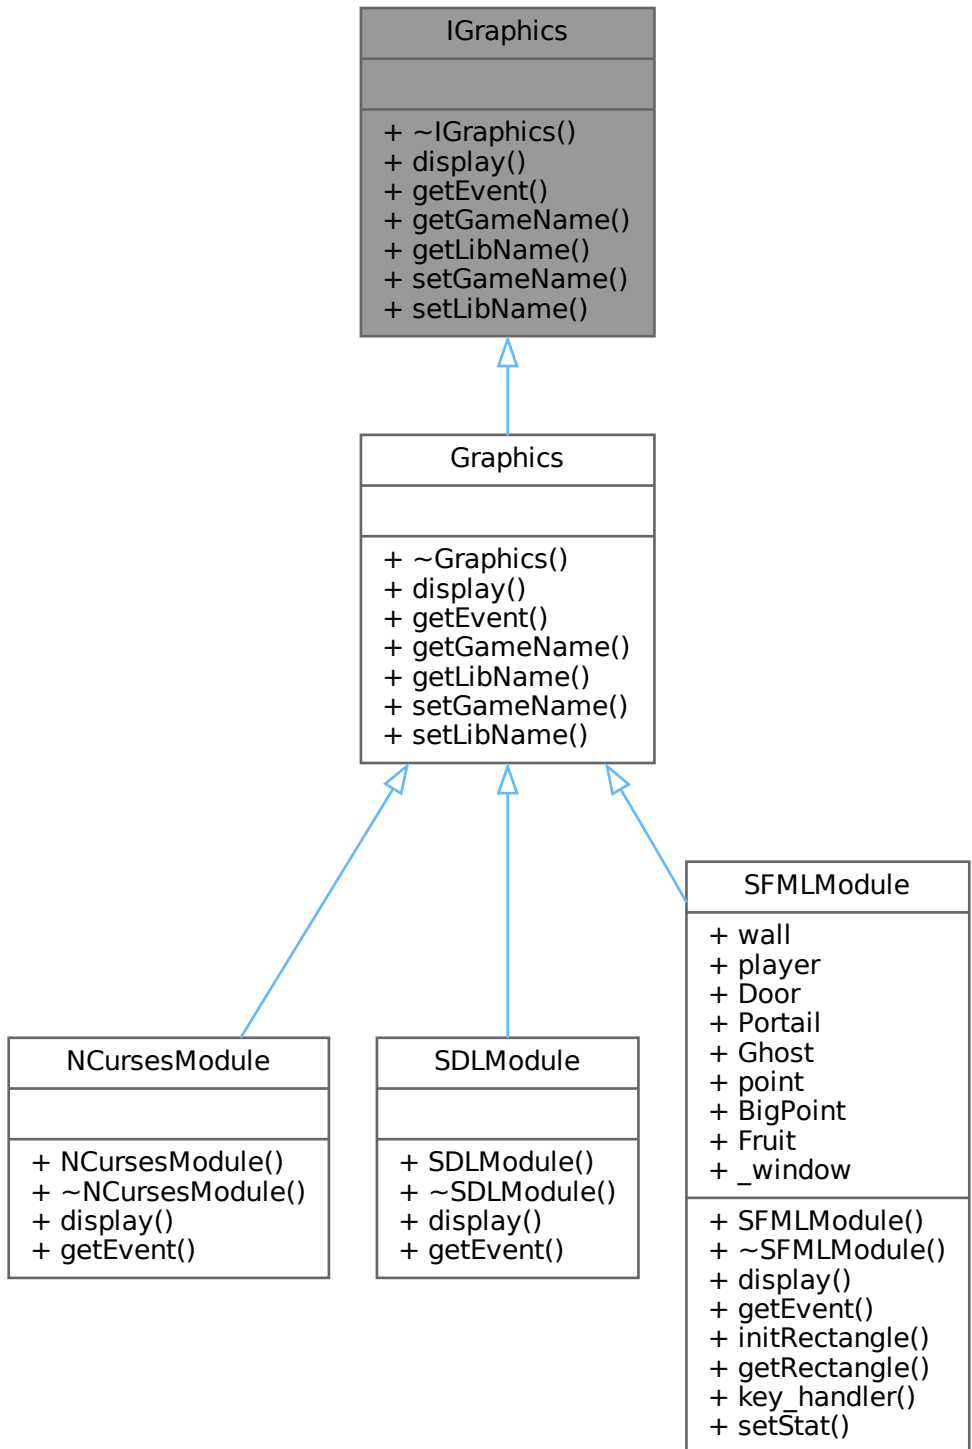 IGraphics
+ ~IGraphics()
+ display()
+ getEvent()
+ getGameName()
+ getLibName()
+ setGameName()
+ setLibName()
Graphics
+ ~Graphics()
+ display()
+ getEvent()
+ getGameName()
+ getLibName()
+ setGameName()
+ setLibName()
NCursesModule
+ NCursesModule()
+ ~NCursesModule()
+ display()
+ getEvent()
SDLModule
+ SDLModule()
+ ~SDLModule()
+ display()
+ getEvent()
SFMLModule
+ wall
+ player
+ Door
+ Portail
+ Ghost
+ point
+ BigPoint
+ Fruit
+ _window
+ SFMLModule()
+ ~SFMLModule()
+ display()
+ getEvent()
+ initRectangle()
+ getRectangle()
+ key_handler()
+ setStat()